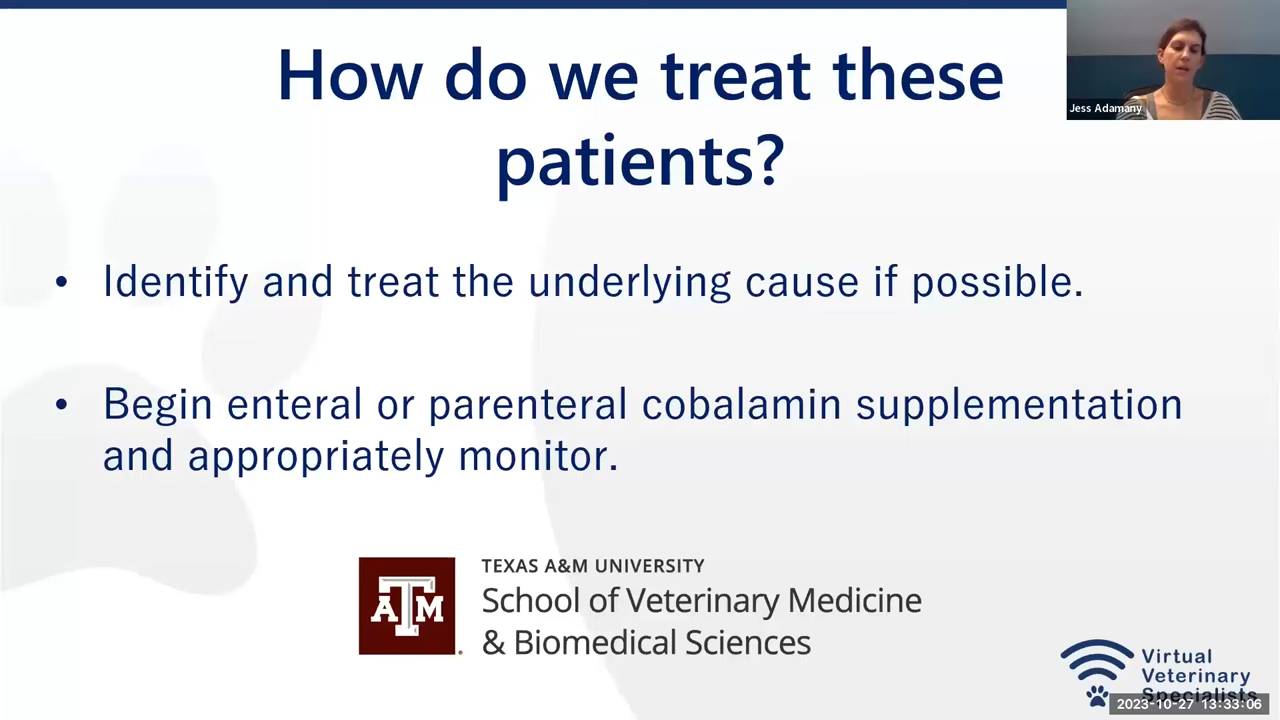 How do we treat these
patients?
Jess Adamany
• Identify and treat the underlying cause if possible.
• Begin enteral or parenteral cobalamin supplementation
and appropriately monitor.
ATM
TEXAS A&M UNIVERSITY
School of Veterinary Medicine
& Biomedical Sciences
Virtual
Veterinary
Specialists
2023-10-27 13:33:06